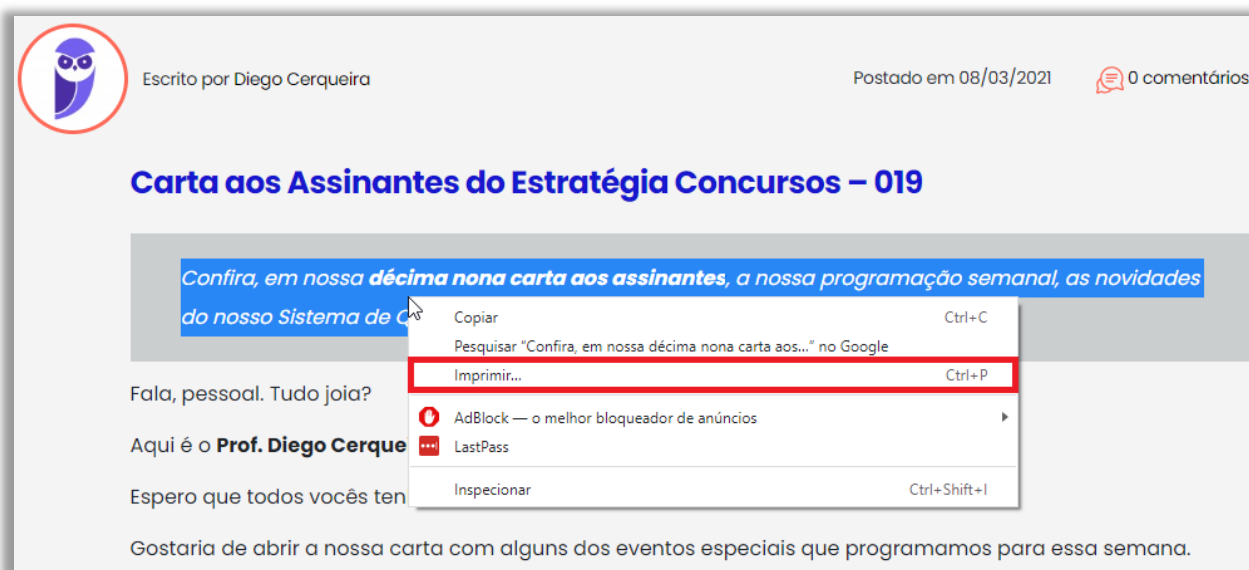 Escrito por Diego Cerqueira
Postado em 08/03/2021
0 comentários
Carta aos Assinantes do Estratégia Concursos – 019
Confira, em nossa décima nona carta aos assinantes, a nossa programação semanal, as novidades
do nosso Sistema de
Copiar Ctrl+C
Pesquisar “Confira, em nossa décima nona carta aos...” no Google
Imprimir... Ctrl+P
Fala, pessoal. Tudo joia?
AdBlock — o melhor bloqueador de anúncios
Aqui é o Prof. Diego Cerque
LastPass
Espero que todos vocês ten
Inspecionar Ctrl+Shift+I
Gostaria de abrir a nossa carta com alguns dos eventos especiais que programamos para essa semana.